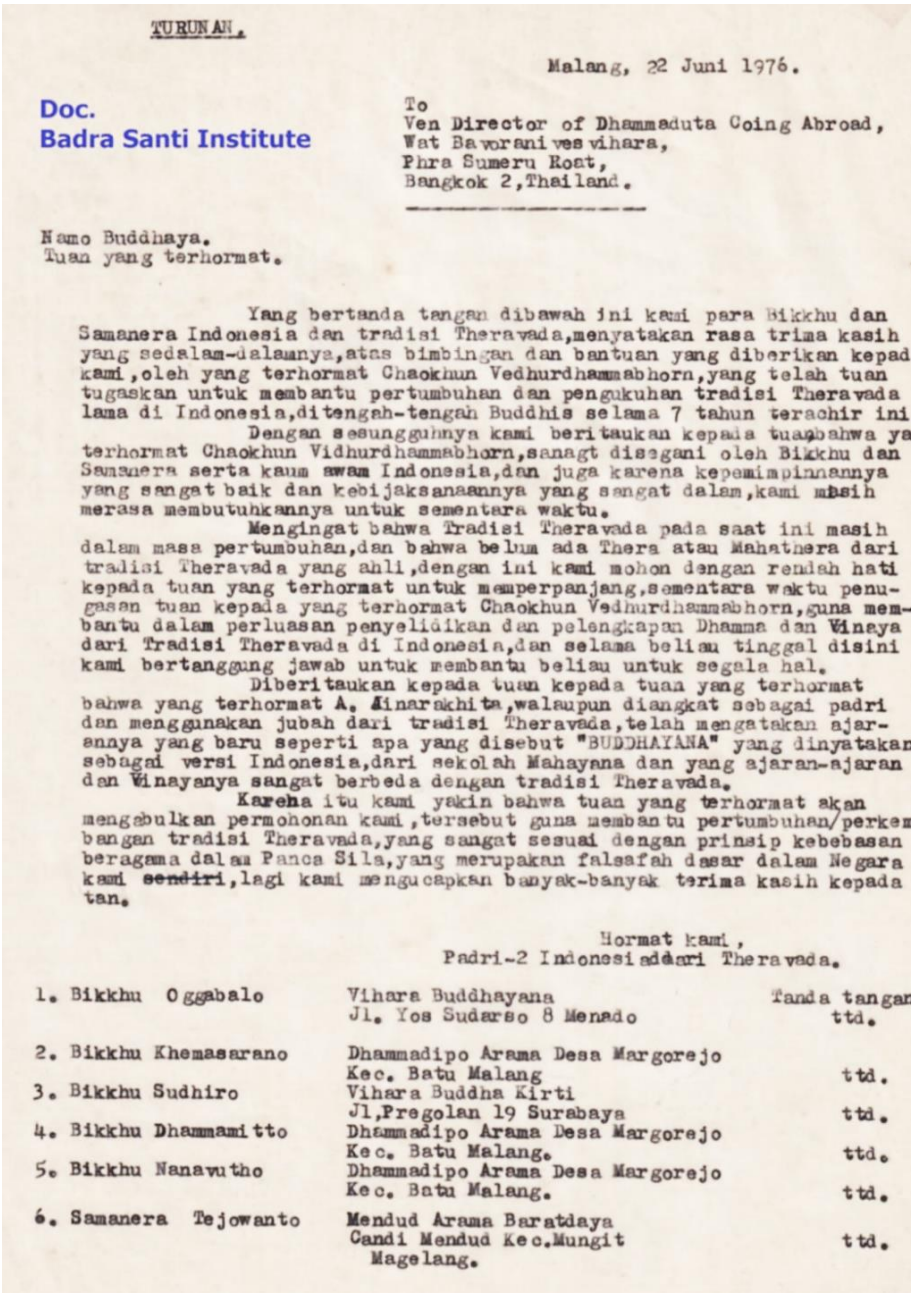 TURUNAN.
Malang, 22 Juni 1976.
Doc.
Badra Santi Institute
To
Ven Director of Dhammaduta Going Abroad,
Wat Bavoranivesvihara,
Phra Sumeru Roat,
Bangkok 2,Thailand.
Namo Buddhaya.
Tuan yang terhormat.
Yang bertanda tangan dibawah ini kami para Bikkhu dan
Samanera Indonesia dan tradisi Theravada,menyatakan rasa trima kasih
yang sedalam-dalamnya,atas bimbingan dan bantuan yang diberikan kepad
kami,oleh yang terhormat Chaokhun Vedhurdhammabhorn,yang telah tuan
tugaskan untuk membantu pertumbuhan dan pengukuhan tradisi Theravada
lama di Indonesia,ditengah-tengah Buddhis selama 7 tahun terachir ini
Dengan sesungguhnya kami beritaukan kepada tuanbahwa ya
terhormat Chaokhun Vidhurdhammabhorn,sanagt disegani oleh Bikkhu dan
Samanera serta kaum awam Indonesia,dan juga karena kepemimpinannya
yang sangat baik dan kebijaksanaannya yang sangat dalam,kami masih
merasa membutuhkannya untuk sementara waktu.
Mengingat bahwa Tradisi Theravada pada saat ini masih
dalam masa pertumbuhan,dan bahwa belum ada Thera atau Mahathera dari
tradisi Theravada yang ahli,dengan ini kami mohon dengan rendah hati
kepada tuan yang terhormat untuk memperpanjang,sementara waktu penu-
gasan tuan kepada yang terhormat Chaokhun Vedhurdhammabhorn,guna mem-
bantu dalam perluasan penyelidikan dan pelengkapan Dhamma dan Vinaya
dari Tradisi Theravada di Indonesia,dan selama beliau tinggal disini
kami bertanggung jawab untuk membantu beliau untuk segala hal.
Diberitaukan kepada tuan kepada tuan yang terhormat
bahwa yang terhormat A. Jinarakhita,walaupun diangkat sebagai padri
dan menggunakan jubah dari tradisi Theravada,telah mengatakan ajar-
annya yang baru seperti apa yang disebut "BUDDHAYANA" yang dinyatakan
sebagai versi Indonesia,dari sekolah Mahayana dan yang ajaran-ajaran
dan Vinayanya sangat berbeda dengan tradisi Theravada.
Kareha itu kami yakin bahwa tuan yang terhormat akan
mengabulkan permohonan kami,tersebut guna membantu pertumbuhan/perkem
bangan tradisi Theravada,yang sangat sesuai dengan prinsip kebebasan
beragama dalam Panca Sila,yang merupakan falsafah dasar dalam Negara
kami sendiri,lagi kami mengucapkan banyak-banyak terima kasih kepada
tan.
Hormat kami,
Padri-2 Indonesiaddari Theravada.
1. Bikkhu Oggabalo Vihara Buddhayana Tanda tangan
Jl. Yos Sudarso 8 Menado ttd.
2. Bikkhu Khemasarano Dhammadipo Arama Desa Margorejo
Kec. Batu Malang ttd.
3. Bikkhu Sudhiro Vihara Buddha Kirti
Jl,Pregolan 19 Surabaya ttd.
4. Bikkhu Dhammamitto Dhammadipo Arama Desa Margorejo
Kec. Batu Malang. ttd.
5. Bikkhu Nanavutho Dhammadipo Arama Desa Margorejo
Kec. Batu Malang. ttd.
6. Samanera Tejowanto Mendud Arama Baratdaya
Candi Mendud Kec.Mungit ttd.
Magelang.